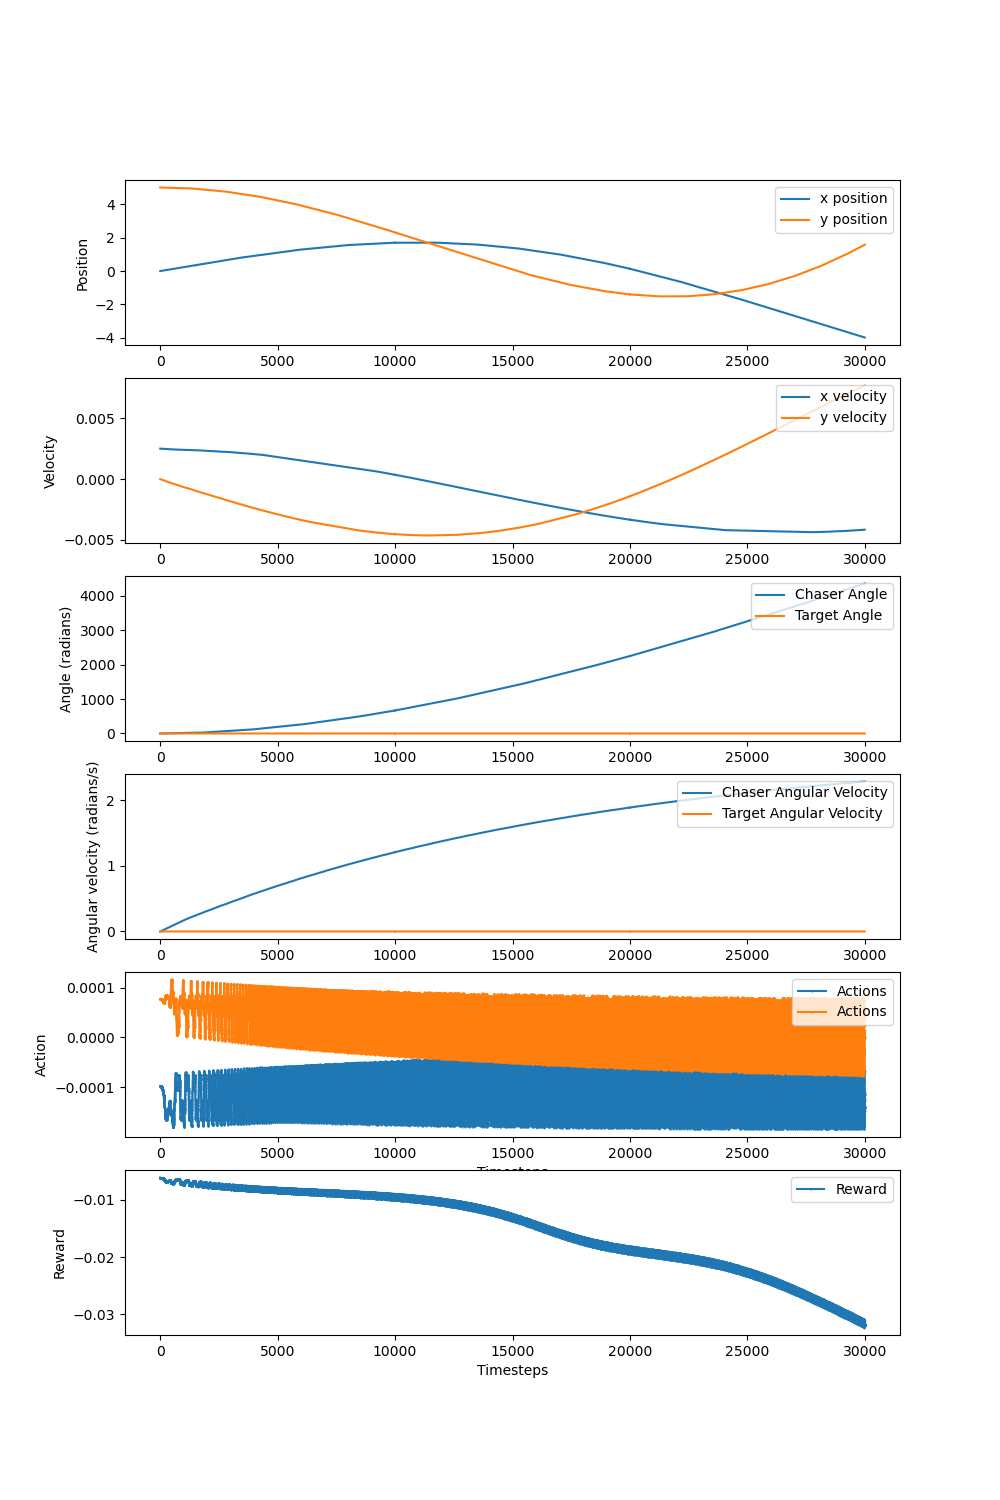 Position
4
2
0
−2
−4
x position
y position
0 5000 10000 15000 20000 25000 30000
Velocity
0.005
0.000
−0.005
x velocity
y velocity
0 5000 10000 15000 20000 25000 30000
Angle (radians)
4000
3000
2000
1000
0
Chaser Angle
Target Angle
0 5000 10000 15000 20000 25000 30000
Angular velocity (radians/s)
2
1
0
Chaser Angular Velocity
Target Angular Velocity
0 5000 10000 15000 20000 25000 30000
Action
0.0001
0.0000
−0.0001
Actions
Actions
0 5000 10000 15000 20000 25000 30000
Timesteps
Reward
−0.01
−0.02
−0.03
Reward
0 5000 10000 15000 20000 25000 30000
Timesteps